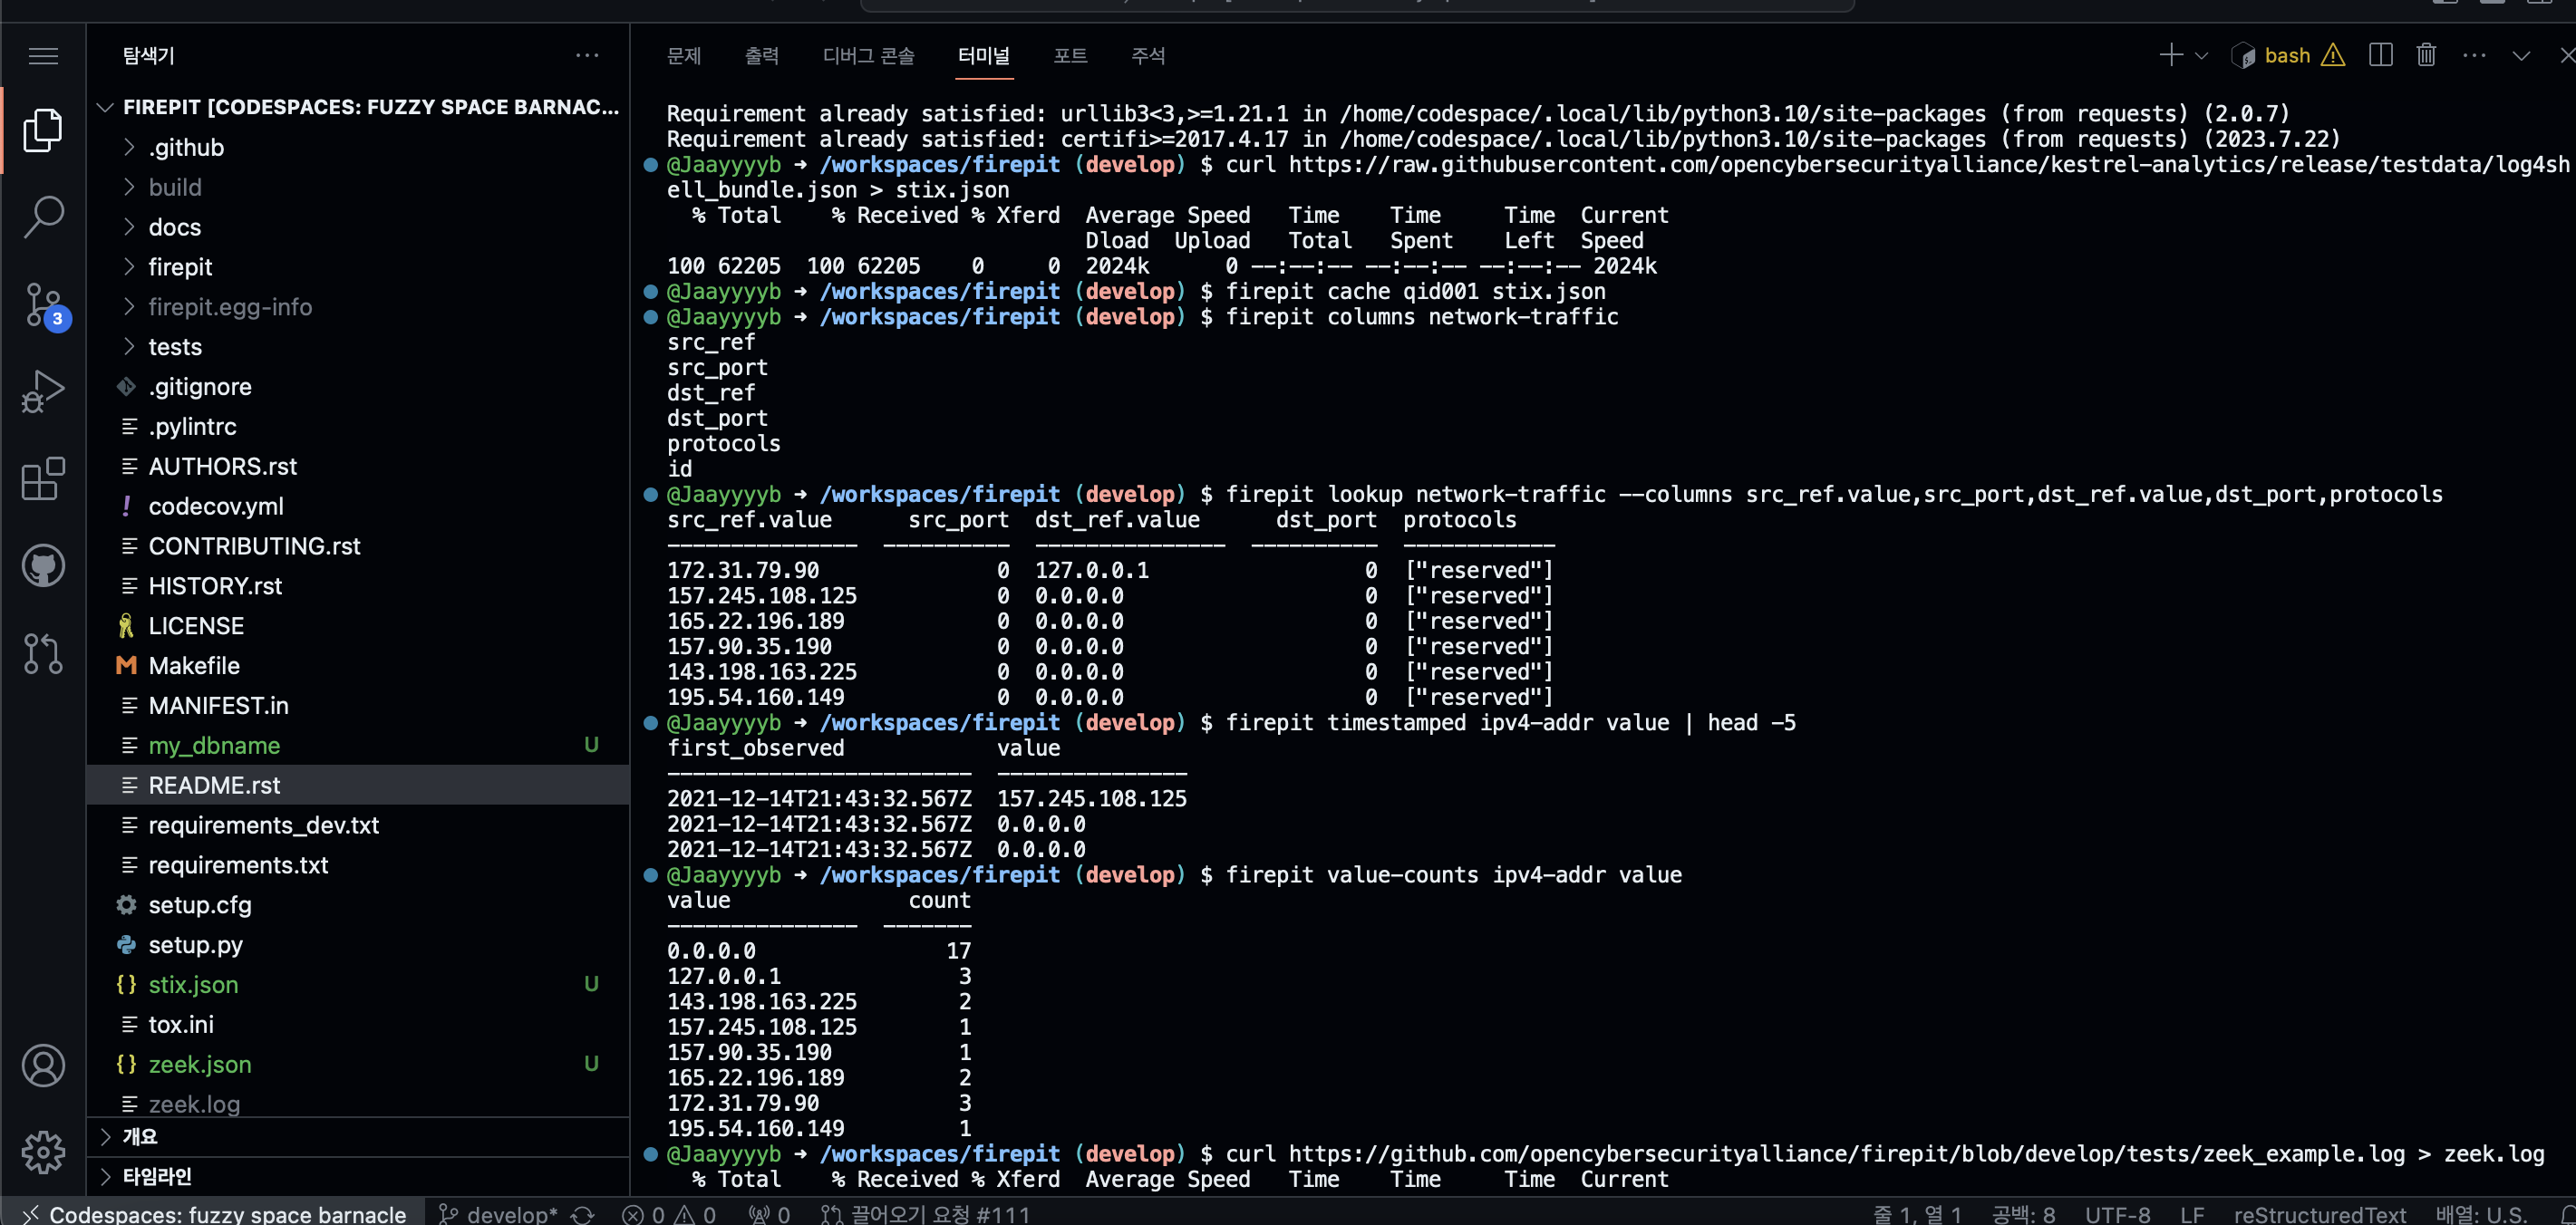 탐색기 ···
FIREPIT [CODESPACES: FUZZY SPACE BARNAC...
.github
build
docs
firepit
firepit.egg-info
tests
.gitignore
.pylintrc
AUTHORS.rst
codecov.yml
CONTRIBUTING.rst
HISTORY.rst
LICENSE
Makefile
MANIFEST.in
my_dbname U
README.rst
requirements_dev.txt
requirements.txt
setup.cfg
setup.py
stix.json U
tox.ini
zeek.json U
zeek.log
개요
타임라인
3
문제 출력 디버그 콘솔 터미널 포트 주석
bash
Requirement already satisfied: urllib3<3,>=1.21.1 in /home/codespace/.local/lib/python3.10/site-packages (from requests) (2.0.7)
Requirement already satisfied: certifi>=2017.4.17 in /home/codespace/.local/lib/python3.10/site-packages (from requests) (2023.7.22)
@Jaayyyyb ➜ /workspaces/firepit (develop) $ curl https://raw.githubusercontent.com/opencybersecurityalliance/kestrel-analytics/release/testdata/log4sh
ell_bundle.json > stix.json
% Total % Received % Xferd Average Speed Time Time Time Current
Dload Upload Total Spent Left Speed
100 62205 100 62205 0 0 2024k 0 --:--:-- --:--:-- --:--:-- 2024k
@Jaayyyyb ➜ /workspaces/firepit (develop) $ firepit cache qid001 stix.json
@Jaayyyyb ➜ /workspaces/firepit (develop) $ firepit columns network-traffic
src_ref
src_port
dst_ref
dst_port
protocols
id
@Jaayyyyb ➜ /workspaces/firepit (develop) $ firepit lookup network-traffic --columns src_ref.value,src_port,dst_ref.value,dst_port,protocols
src_ref.value src_port dst_ref.value dst_port protocols
--------------- ---------- --------------- ---------- ------------
172.31.79.90 0 127.0.0.1 0 ["reserved"]
157.245.108.125 0 0.0.0.0 0 ["reserved"]
165.22.196.189 0 0.0.0.0 0 ["reserved"]
157.90.35.190 0 0.0.0.0 0 ["reserved"]
143.198.163.225 0 0.0.0.0 0 ["reserved"]
195.54.160.149 0 0.0.0.0 0 ["reserved"]
@Jaayyyyb ➜ /workspaces/firepit (develop) $ firepit timestamped ipv4-addr value | head -5
first_observed value
------------------------ ---------------
2021-12-14T21:43:32.567Z 157.245.108.125
2021-12-14T21:43:32.567Z 0.0.0.0
2021-12-14T21:43:32.567Z 0.0.0.0
@Jaayyyyb ➜ /workspaces/firepit (develop) $ firepit value-counts ipv4-addr value
value count
--------------- -------
0.0.0.0 17
127.0.0.1 3
143.198.163.225 2
157.245.108.125 1
157.90.35.190 1
165.22.196.189 2
172.31.79.90 3
195.54.160.149 1
@Jaayyyyb ➜ /workspaces/firepit (develop) $ curl https://github.com/opencybersecurityalliance/firepit/blob/develop/tests/zeek_example.log > zeek.log
% Total % Received % Xferd Average Speed Time Time Time Current
Codespaces: fuzzy space barnacle develop* 0 0 0 끌어오기 요청 #111 줄 1, 열 1 공백: 8 UTF-8 LF reStructuredText 배열: U.S.